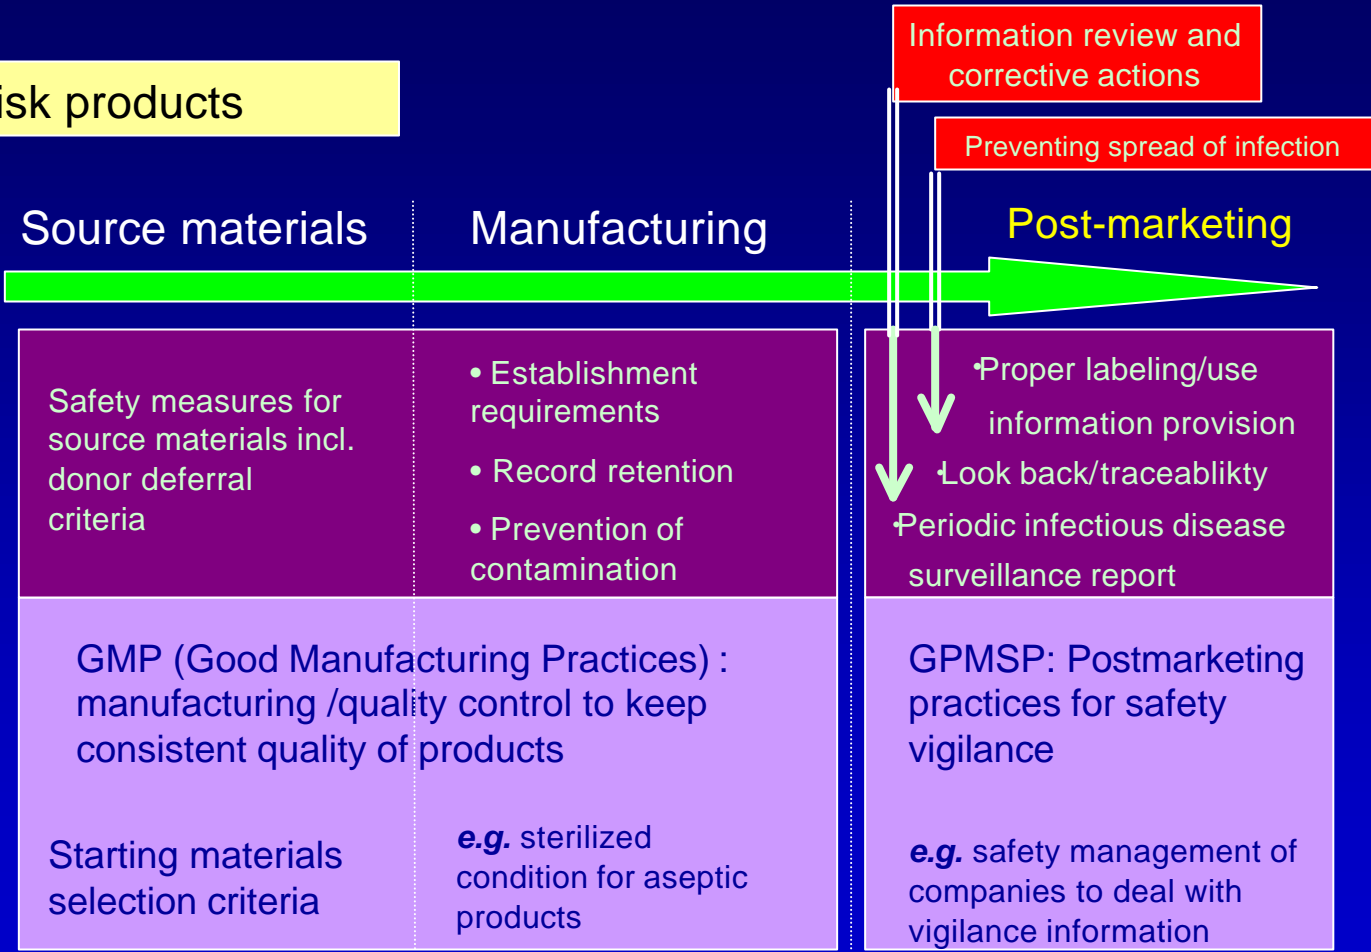 Information review and
corrective actions
isk products
Preventing spread of infection
Source materials
Manufacturing
Post-marketing
Safety measures for
source materials incl.
donor deferral
criteria
• Establishment
requirements
• Record retention
• Prevention of
contamination
•Proper labeling/use
information provision
•Look back/traceablikty
•Periodic infectious disease
surveillance report
GMP (Good Manufacturing Practices) :
manufacturing /quality control to keep
consistent quality of products
Starting materials
selection criteria
e.g. sterilized
condition for aseptic
products
GPMSP: Postmarketing
practices for safety
vigilance
e.g. safety management of
companies to deal with
vigilance information